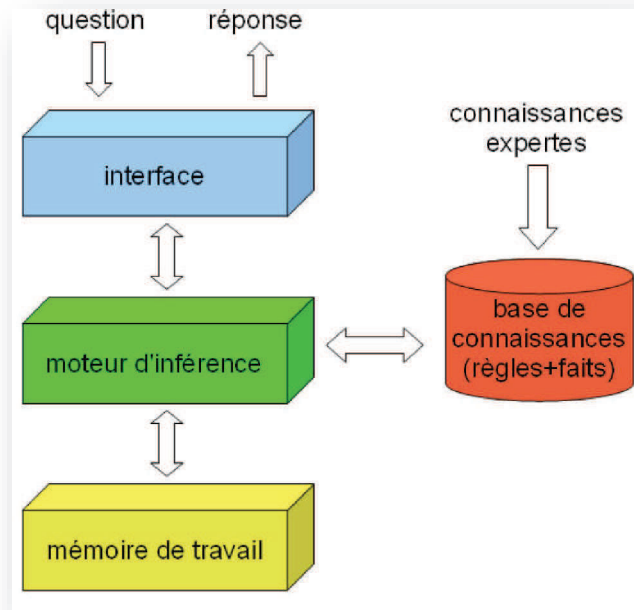 question
réponse
connaissances
expertes
interface
base de
connaissances
(règles+faits)
moteur d'inférence
mémoire de travail